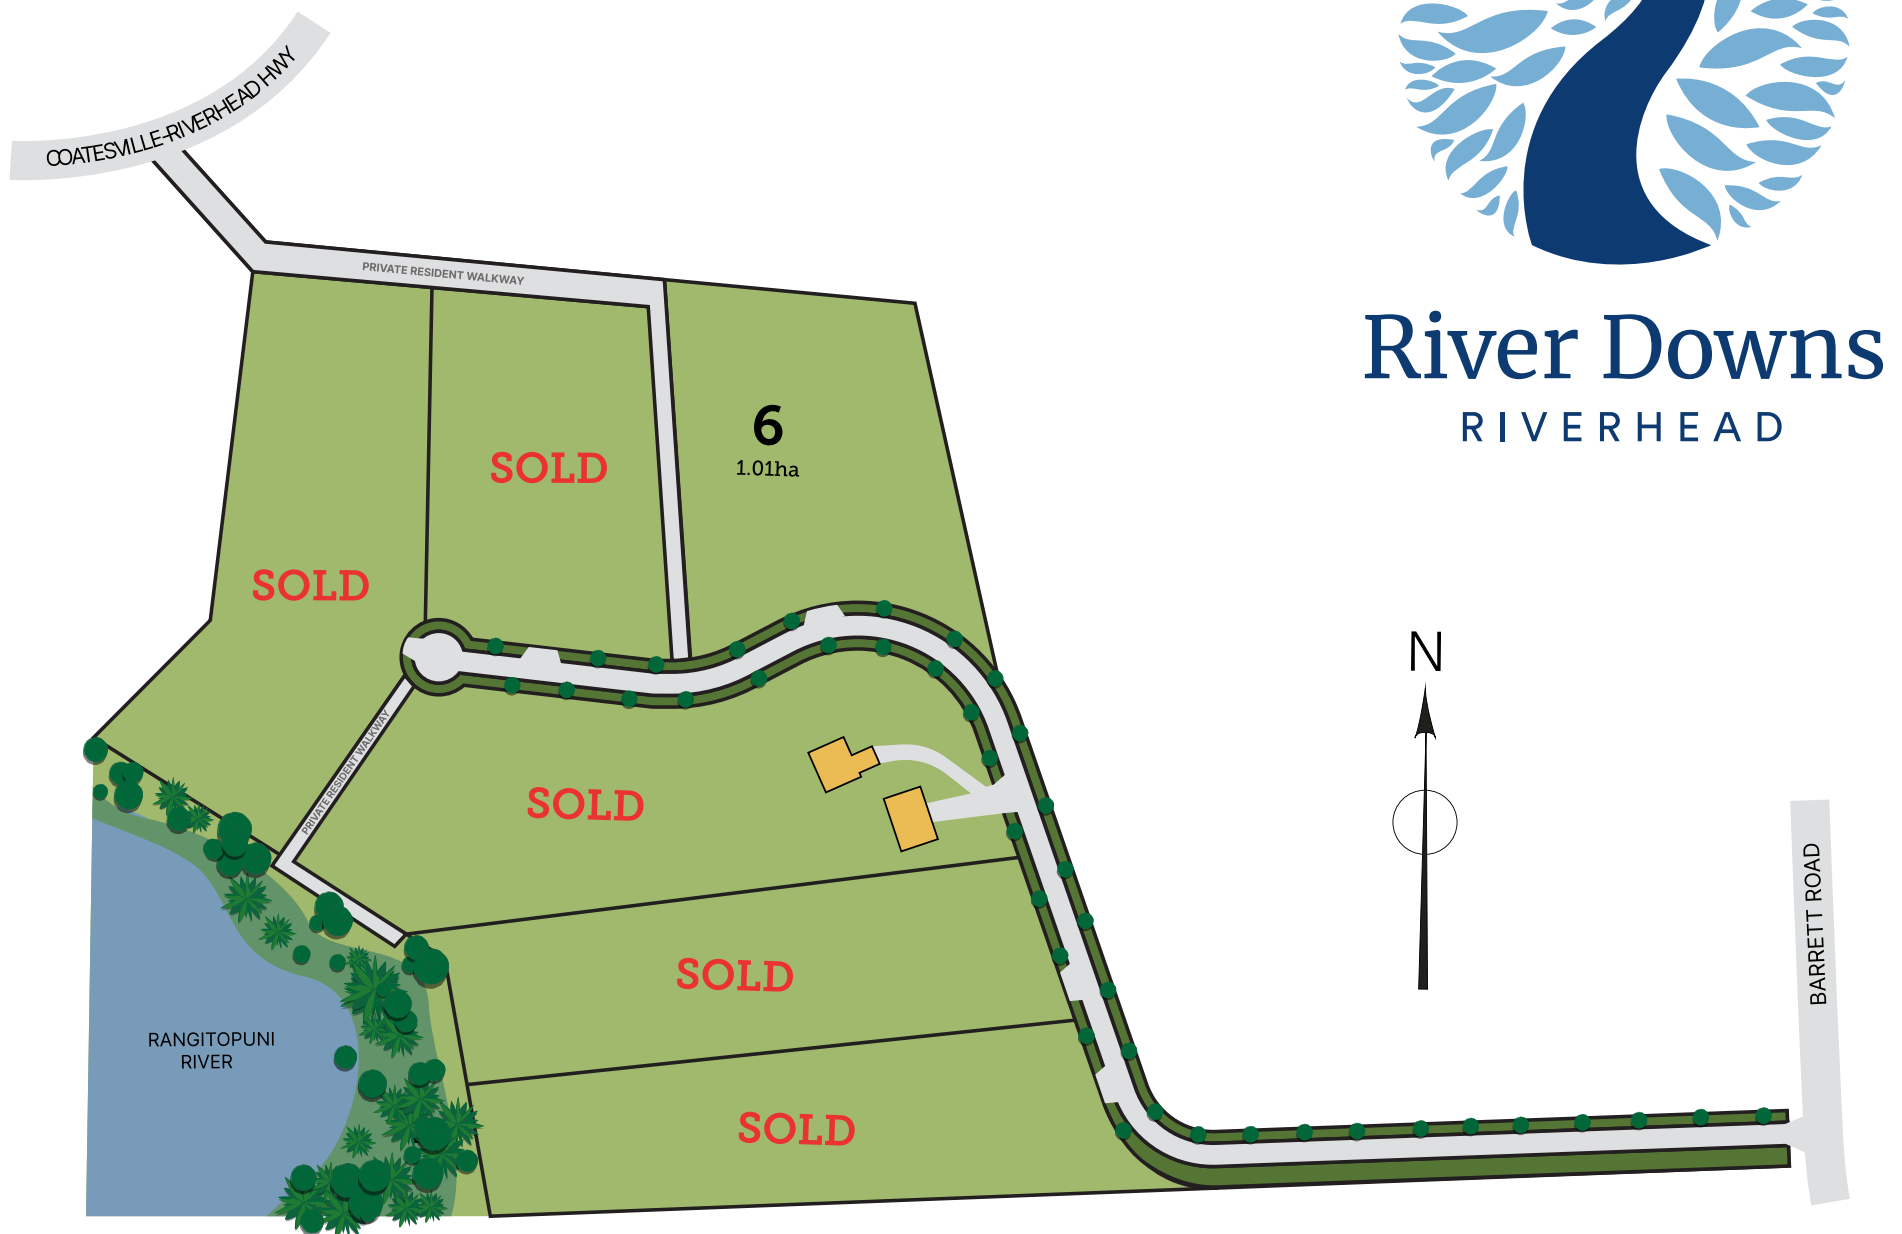 COATESVILLE-RIVERHEAD HWY
PRIVATE RESIDENT WALKWAY
River Downs
RIVERHEAD
6
1.01ha
SOLD
SOLD
N
PRIVATE RESIDENT WALKWAY
SOLD
BARRETT ROAD
SOLD
RANGITOPUNI
RIVER
SOLD